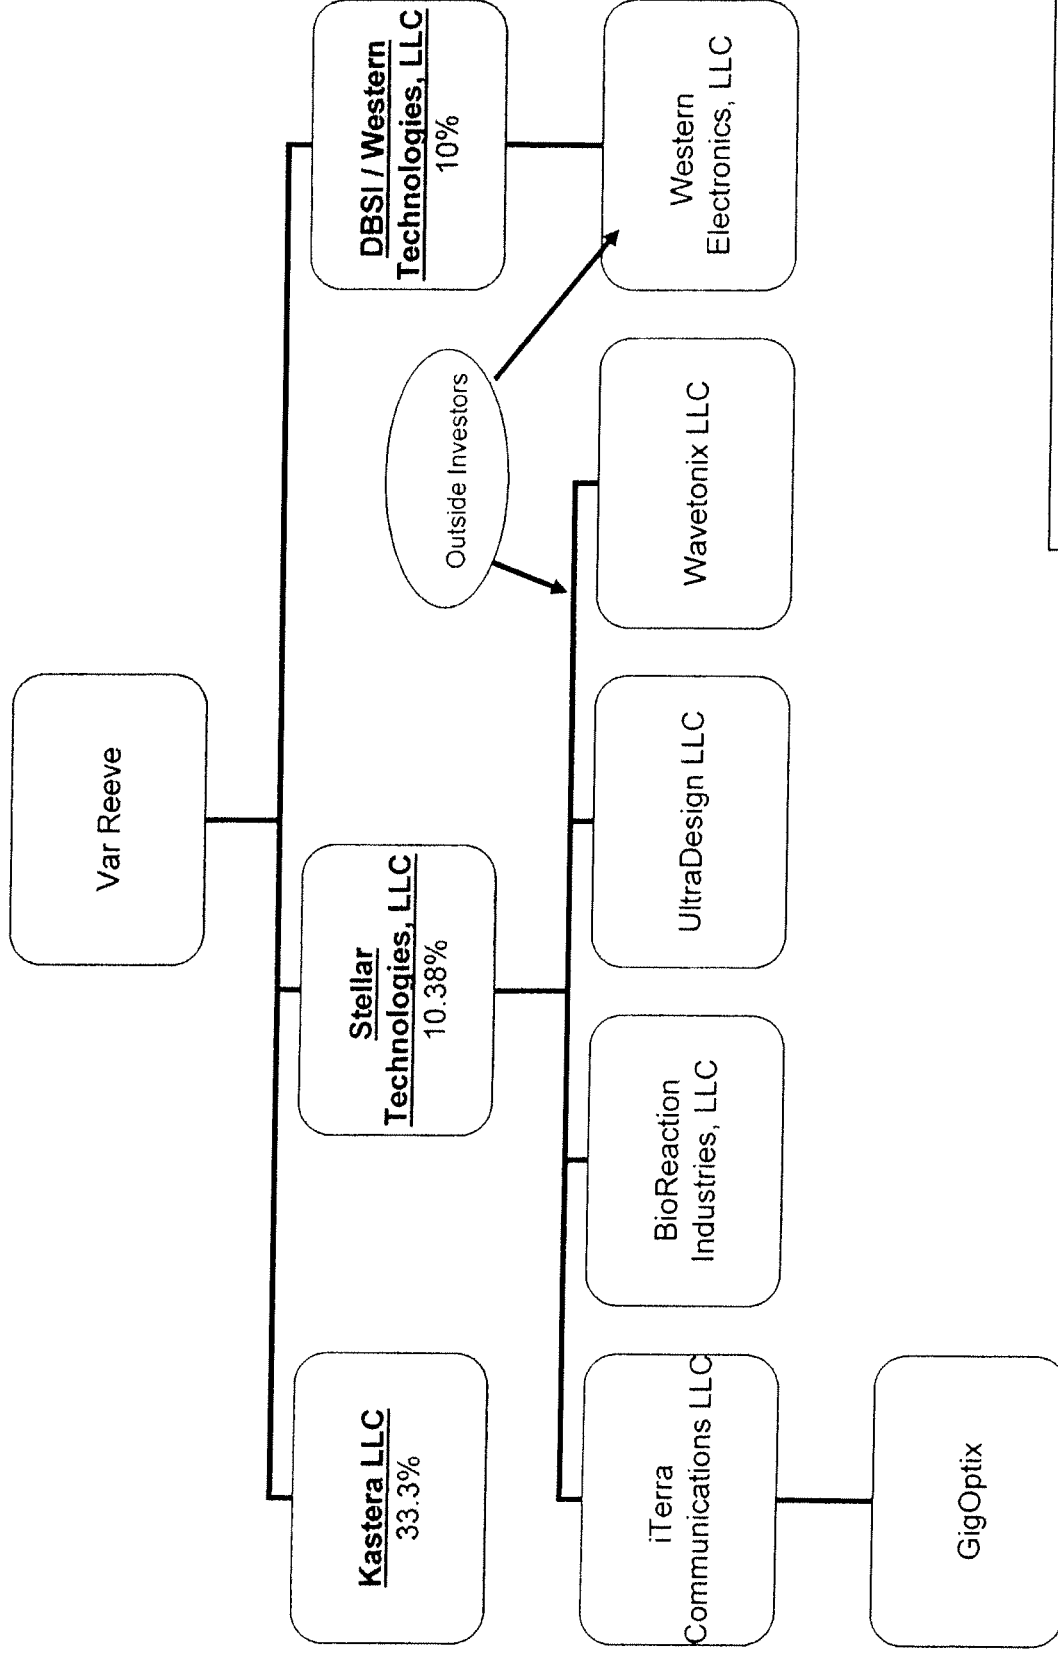 Var Reeve
Kastera LLC
33.3%
Stellar
Technologies, LLC
10.38%
DBSI / Western
Technologies, LLC
10%
Outside Investors
iTerra
Communications LLC
BioReaction
Industries, LLC
UltraDesign LLC
Wavetonix LLC
Western
Electronics, LLC
GigOptix